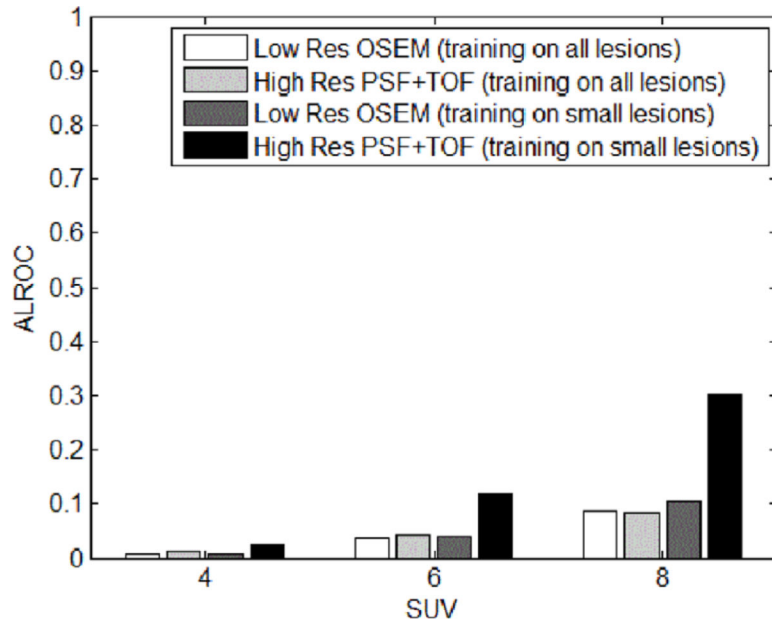 1
0.9
0.8
0.7
0.6
0.5
0.4
0.3
0.2
0.1
0
ALROC
Low Res OSEM (training on all lesions)
High Res PSF+TOF (training on all lesions)
Low Res OSEM (training on small lesions)
High Res PSF+TOF (training on small lesions)
4 6 8
SUV